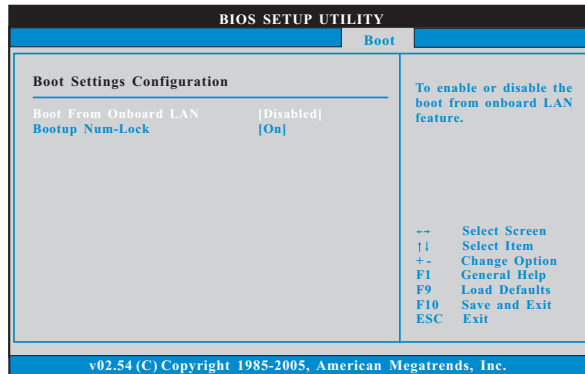 BIOS SETUP UTILITY
Boot
Boot Settings Configuration
Boot From Onboard LAN [Disabled]
Bootup Num-Lock [On]
To enable or disable the
boot from onboard LAN
feature.
←→ Select Screen
↑↓ Select Item
+- Change Option
F1 General Help
F9 Load Defaults
F10 Save and Exit
ESC Exit
v02.54 (C) Copyright 1985-2005, American Megatrends, Inc.